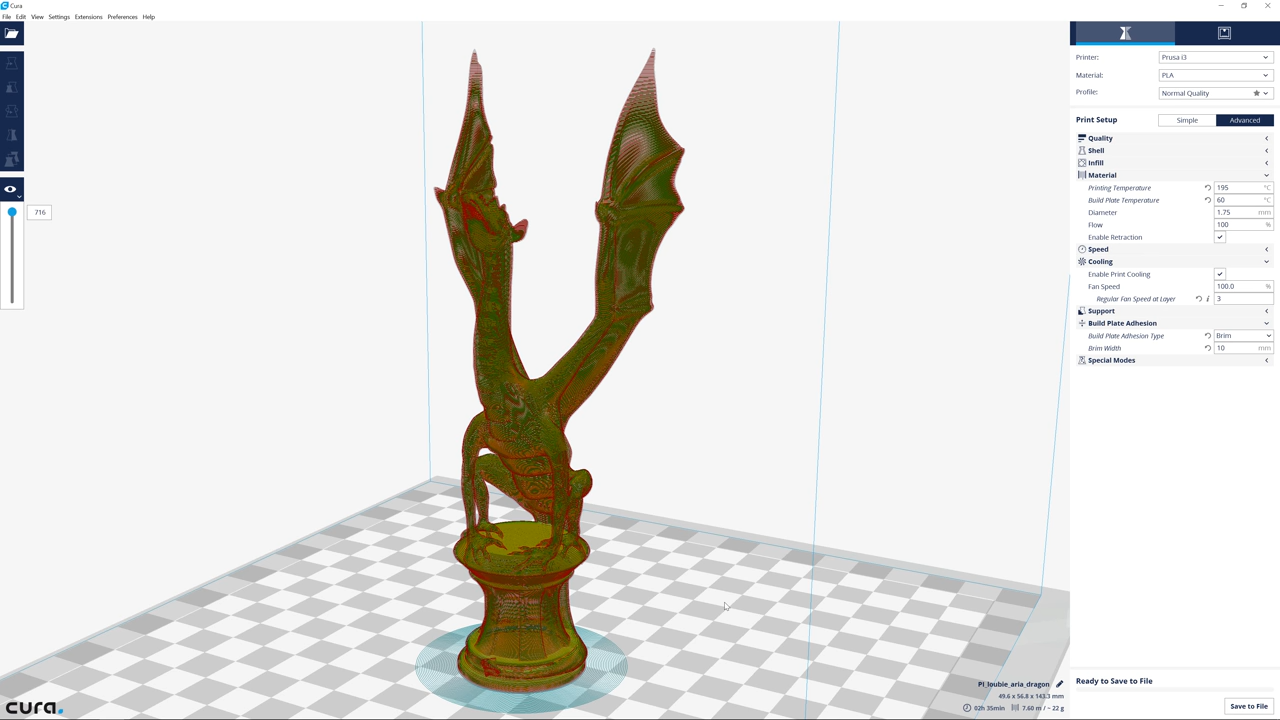 Cura
File Edit View Settings Extensions Preferences Help
716
Printer: Prusa i3
Material: PLA
Profile: Normal Quality
Print Setup Simple Advanced
Quality
Shell
Infill
Material
Printing Temperature 195 °C
Build Plate Temperature 60 °C
Diameter 1.75 mm
Flow 100 %
Enable Retraction
Speed
Cooling
Enable Print Cooling
Fan Speed 100.0 %
Regular Fan Speed at Layer i 3
Support
Build Plate Adhesion
Build Plate Adhesion Type Brim
Brim Width 10 mm
Special Modes
PI_loubie_aria_dragon
49.6 x 56.8 x 143.3 mm
02h 35min 7.60 m / ~ 22 g
Ready to Save to File
Save to File
cura.